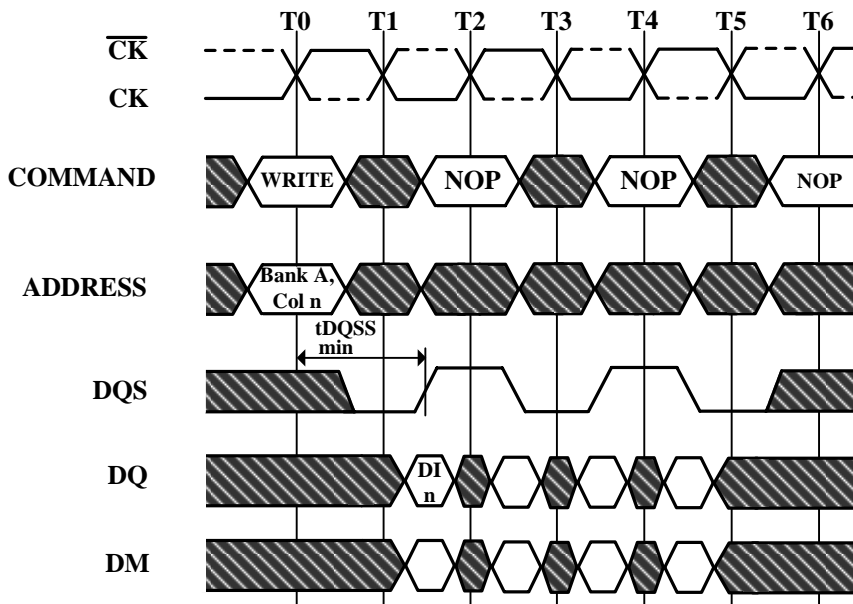 T0 T1 T2 T3 T4 T5 T6
CK
CK
COMMAND
WRITE NOP NOP NOP
ADDRESS
Bank A,
Col n
tDQSS
min
DQS
DQ
DI
n
DM